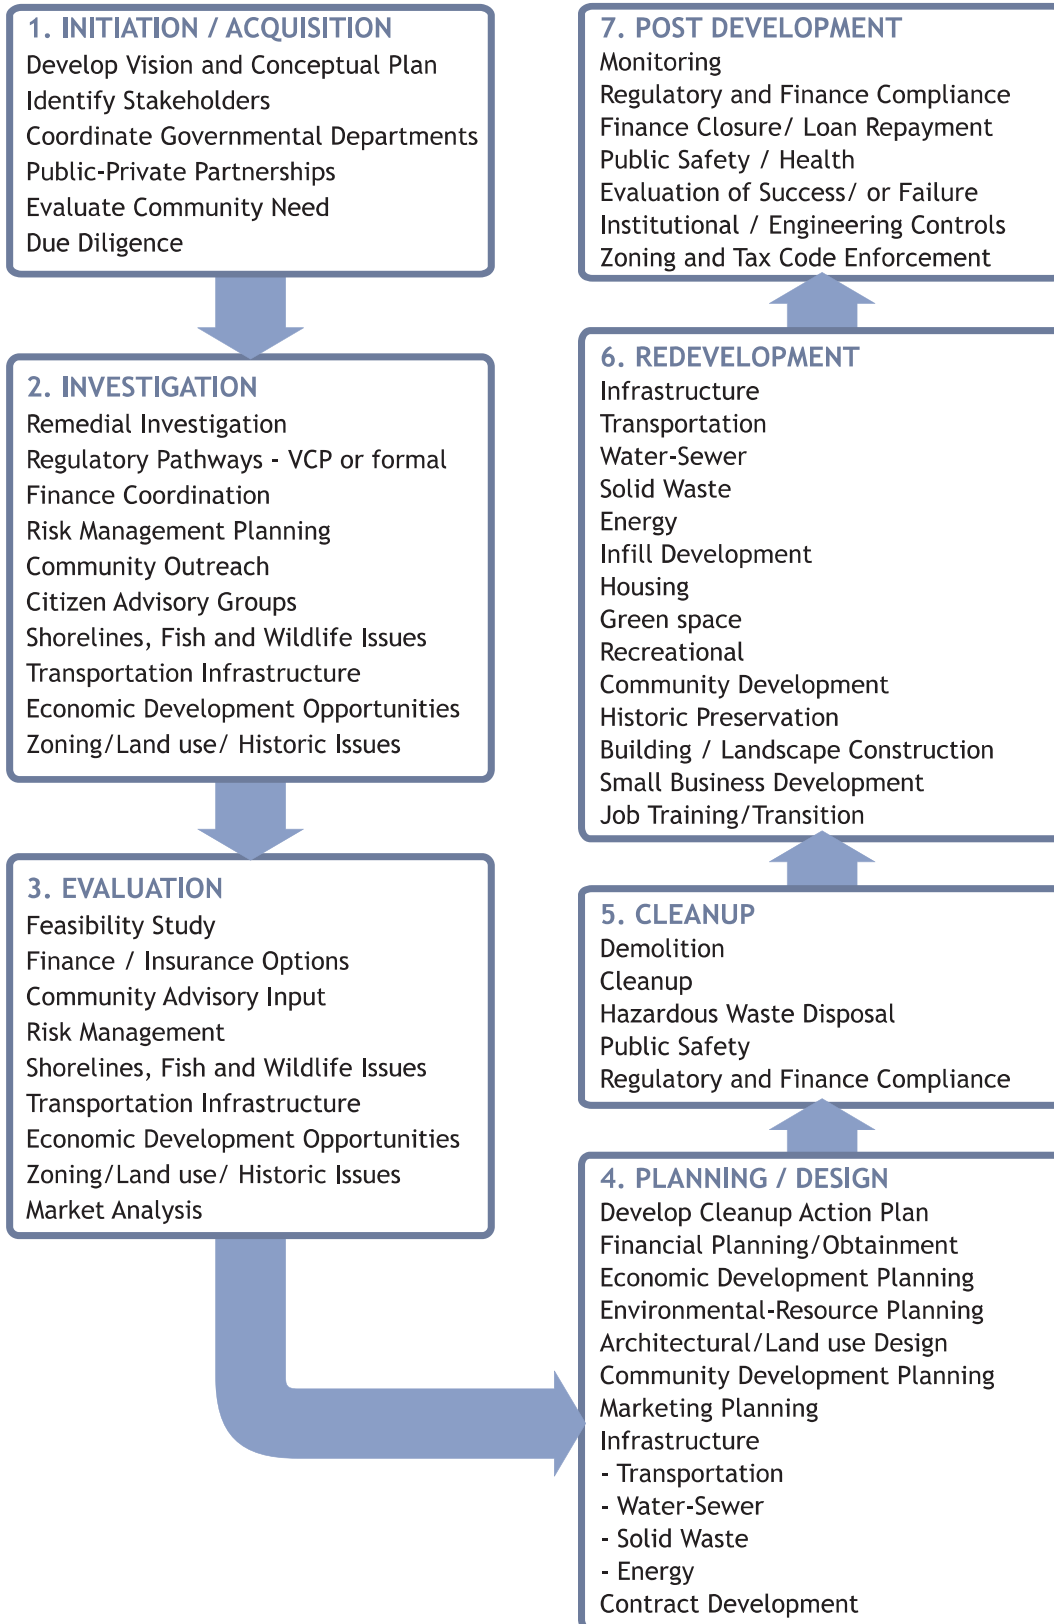 1. INITIATION / ACQUISITION
Develop Vision and Conceptual Plan
Identify Stakeholders
Coordinate Governmental Departments
Public-Private Partnerships
Evaluate Community Need
Due Diligence
2. INVESTIGATION
Remedial Investigation
Regulatory Pathways - VCP or formal
Finance Coordination
Risk Management Planning
Community Outreach
Citizen Advisory Groups
Shorelines, Fish and Wildlife Issues
Transportation Infrastructure
Economic Development Opportunities
Zoning/Land use/ Historic Issues
3. EVALUATION
Feasibility Study
Finance / Insurance Options
Community Advisory Input
Risk Management
Shorelines, Fish and Wildlife Issues
Transportation Infrastructure
Economic Development Opportunities
Zoning/Land use/ Historic Issues
Market Analysis
4. PLANNING / DESIGN
Develop Cleanup Action Plan
Financial Planning/Obtainment
Economic Development Planning
Environmental-Resource Planning
Architectural/Land use Design
Community Development Planning
Marketing Planning
Infrastructure
- Transportation
- Water-Sewer
- Solid Waste
- Energy
Contract Development
5. CLEANUP
Demolition
Cleanup
Hazardous Waste Disposal
Public Safety
Regulatory and Finance Compliance
6. REDEVELOPMENT
Infrastructure
Transportation
Water-Sewer
Solid Waste
Energy
Infill Development
Housing
Green space
Recreational
Community Development
Historic Preservation
Building / Landscape Construction
Small Business Development
Job Training/Transition
7. POST DEVELOPMENT
Monitoring
Regulatory and Finance Compliance
Finance Closure/ Loan Repayment
Public Safety / Health
Evaluation of Success/ or Failure
Institutional / Engineering Controls
Zoning and Tax Code Enforcement